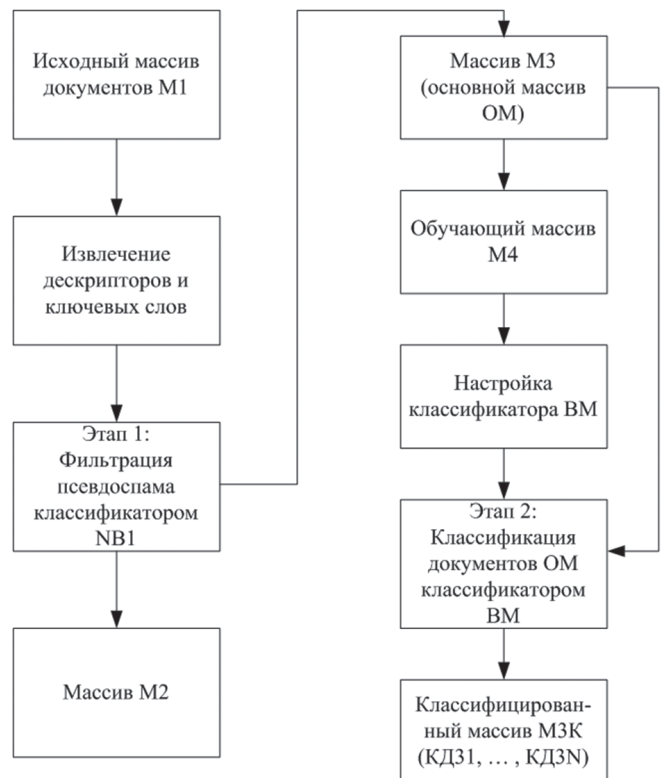 Исходный массив
документов М1
Извлечение
дескрипторов и
ключевых слов
Этап 1:
Фильтрация
псевдоспама
классификатором
NB1
Массив М2
Массив М3
(основной массив
ОМ)
Обучающий массив
М4
Настройка
классификатора ВМ
Этап 2:
Классификация
документов ОМ
классификатором
ВМ
Классифицирован-
ный массив М3К
(КД31, … , КД3N)